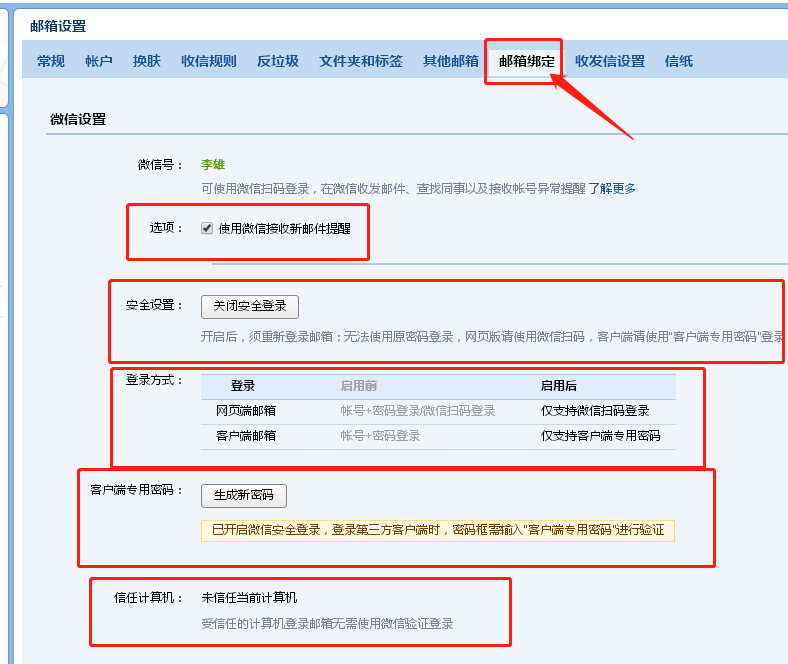 邮箱设置
常规 帐户 换肤 收信规则 反垃圾 文件夹和标签 其他邮箱 邮箱绑定 收发信设置 信纸
微信设置
微信号： 李雄
可使用微信扫码登录，在微信收发邮件、查找同事以及接收帐号异常提醒 了解更多
选项： 使用微信接收新邮件提醒
安全设置： 关闭安全登录
开启后，须重新登录邮箱；无法使用原密码登录，网页版请使用微信扫码，客户端请使用"客户端专用密码"登录
登录方式： 登录 启用前 启用后
网页端邮箱 帐号+密码登录/微信扫码登录 仅支持微信扫码登录
客户端邮箱 帐号+密码登录 仅支持客户端专用密码
客户端专用密码： 生成新密码
已开启微信安全登录，登录第三方客户端时，密码框需输入"客户端专用密码"进行验证
信任计算机： 未信任当前计算机
受信任的计算机登录邮箱无需使用微信验证登录